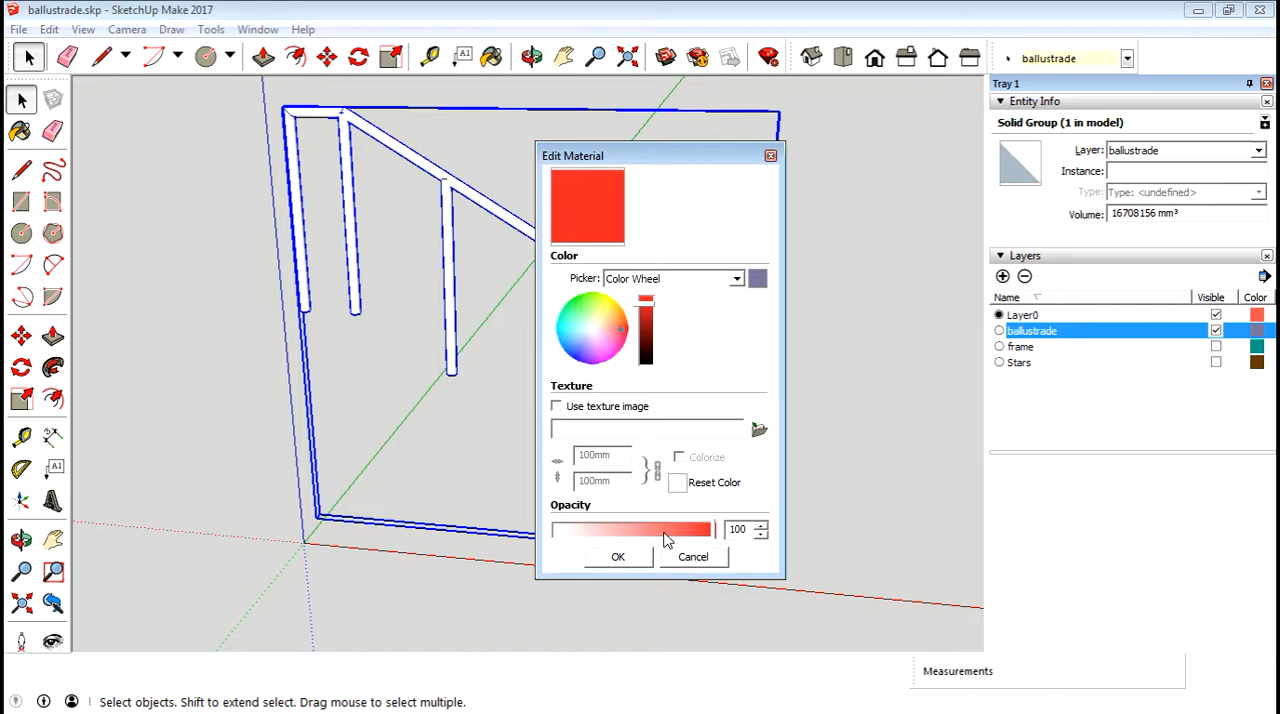 ballustrade.skp - SketchUp Make 2017
File Edit View Camera Draw Tools Window Help
A1
ballustrade
Tray 1
Entity Info
Solid Group (1 in model)
Layer: ballustrade
Instance:
Type: Type: <undefined>
Volume: 16708156 mm³
Layers
Name Visible Color
Layer0
ballustrade
frame
Stars
Edit Material
Color
Picker: Color Wheel
Texture
Use texture image
100mm
Colorize
100mm
Reset Color
Opacity
100
OK Cancel
A1
Measurements
Select objects. Shift to extend select. Drag mouse to select multiple.